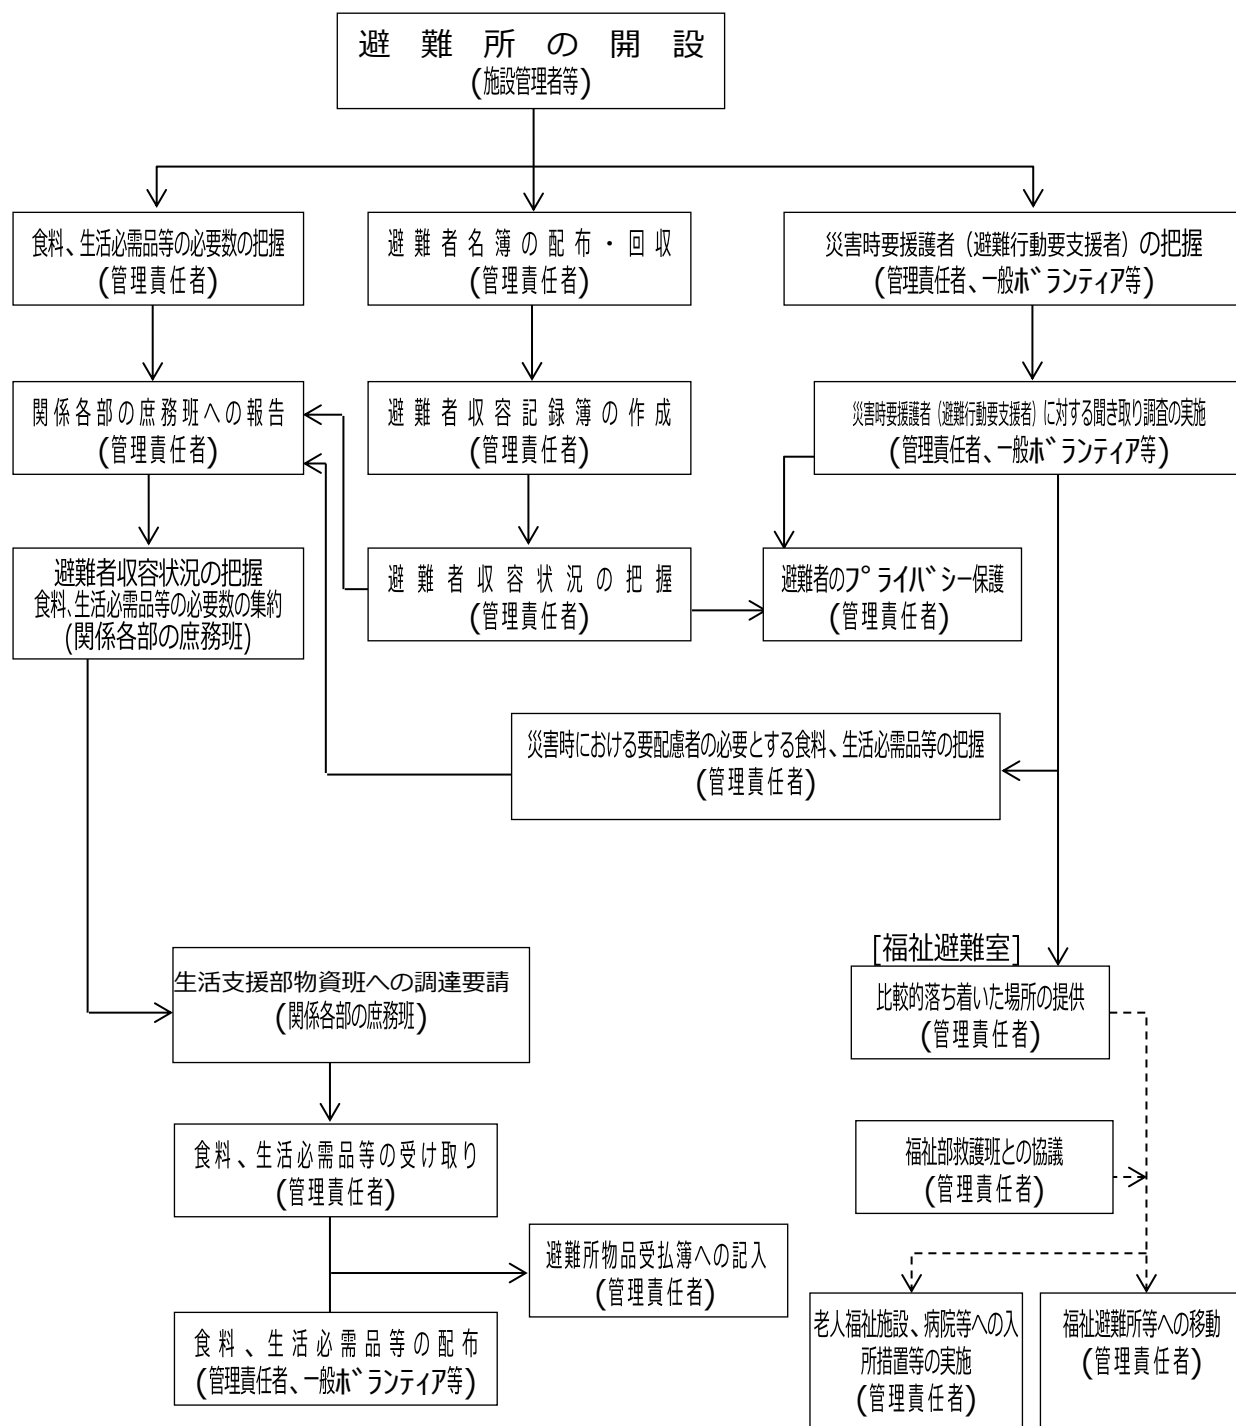 避難所の開設
(施設管理者等)
食料、生活必需品等の必要数の把握
(管理責任者)
避難者名簿の配布・回収
(管理責任者)
災害時要援護者（避難行動要支援者）の把握
(管理責任者、一般ボランティア等)
関係各部の庶務班への報告
(管理責任者)
避難者収容記録簿の作成
(管理責任者)
災害時要援護者（避難行動要支援者）に対する聞き取り調査の実施
(管理責任者、一般ボランティア等)
避難者収容状況の把握
食料、生活必需品等の必要数の集約
(関係各部の庶務班)
避難者収容状況の把握
(管理責任者)
避難者のプライバシー保護
(管理責任者)
災害時における要配慮者の必要とする食料、生活必需品等の把握
(管理責任者)
[福祉避難室]
比較的落ち着いた場所の提供
(管理責任者)
生活支援部物資班への調達要請
(関係各部の庶務班)
食料、生活必需品等の受け取り
(管理責任者)
福祉部救護班との協議
(管理責任者)
避難所物品受払簿への記入
(管理責任者)
食料、生活必需品等の配布
(管理責任者、一般ボランティア等)
老人福祉施設、病院等への入
所措置等の実施
(管理責任者)
福祉避難所等への移動
(管理責任者)